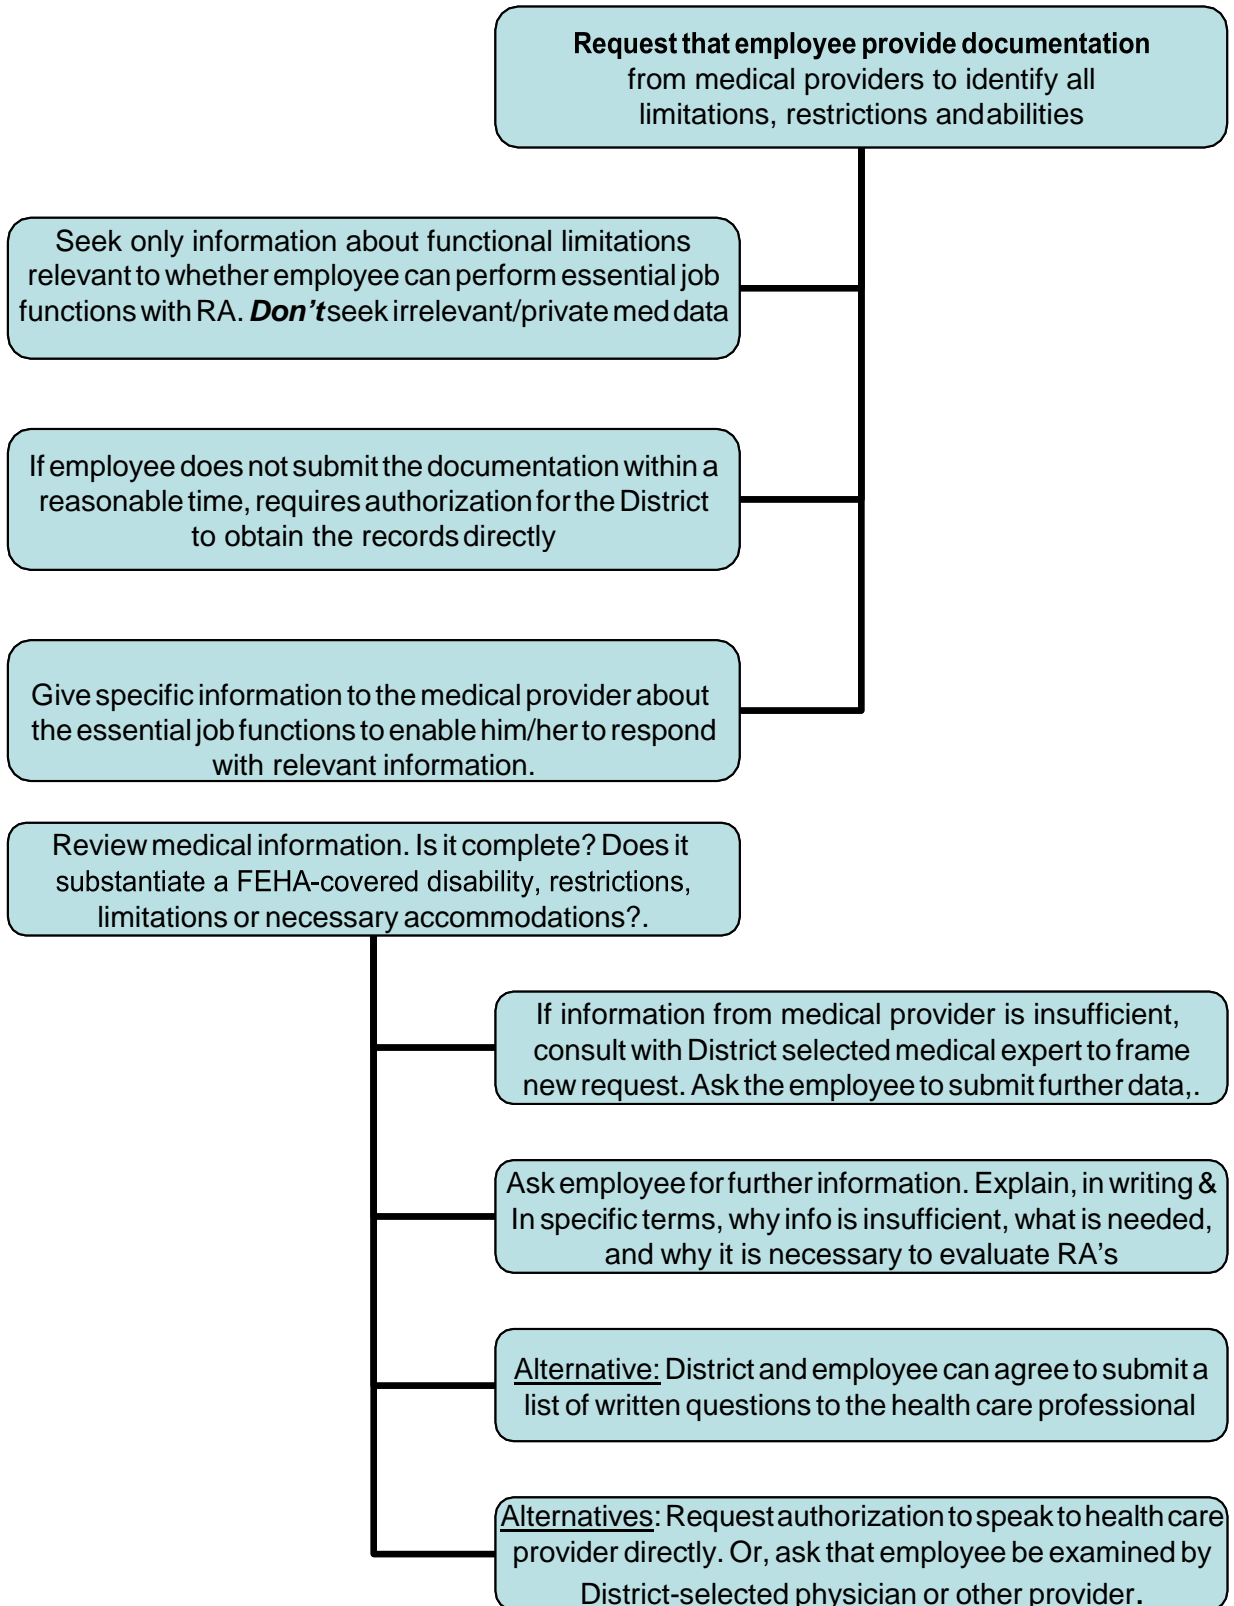 Request that employee provide documentation
from medical providers to identify all
limitations, restrictions andabilities
Seek only information about functional limitations
relevant to whether employee can perform essential job
functions with RA. Don't seek irrelevant/private med data
If employee does not submit the documentation within a
reasonable time, requires authorization for the District
to obtain the records directly
Give specific information to the medical provider about
the essential job functions to enable him/her to respond
with relevant information.
Review medical information. Is it complete? Does it
substantiate a FEHA-covered disability, restrictions,
limitations or necessary accommodations?.
If information from medical provider is insufficient,
consult with District selected medical expert to frame
new request. Ask the employee to submit further data,.
Ask employee for further information. Explain, in writing &
In specific terms, why info is insufficient, what is needed,
and why it is necessary to evaluate RA's
Alternative: District and employee can agree to submit a
list of written questions to the health care professional
Alternatives: Request authorization to speak to health care
provider directly. Or, ask that employee be examined by
District-selected physician or other provider.